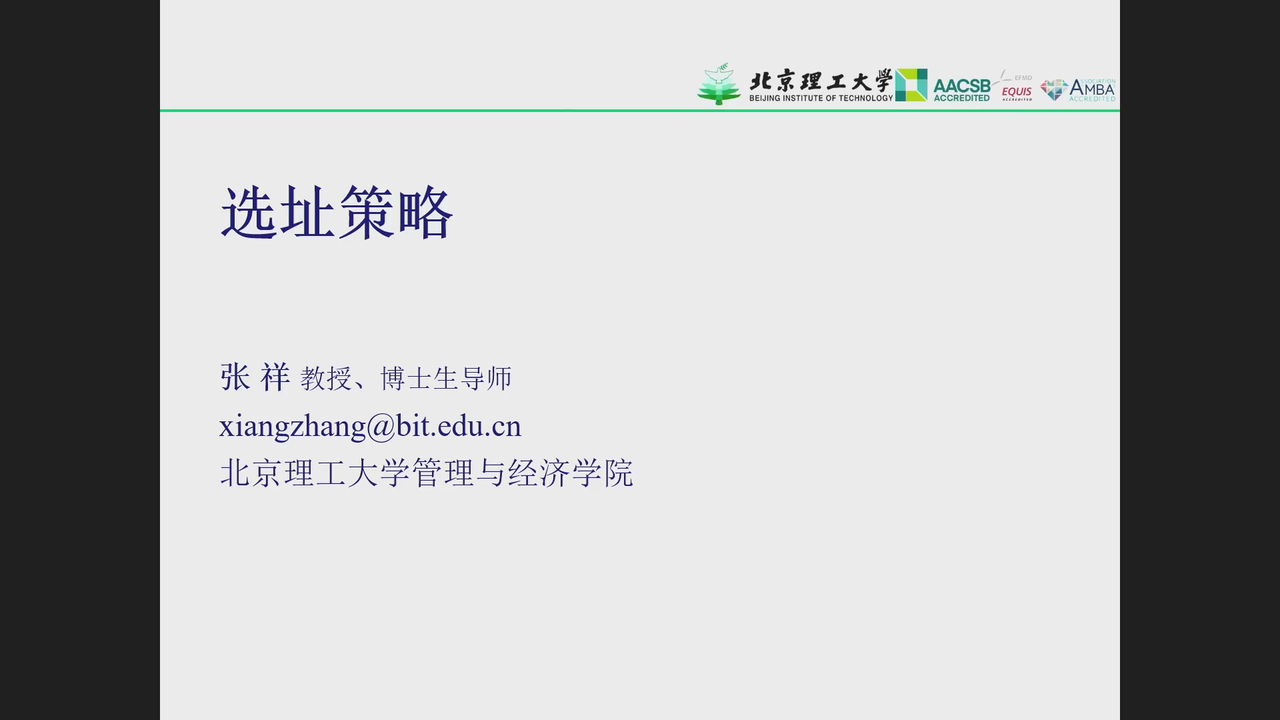 北京理工大学
BEIJING INSTITUTE OF TECHNOLOGY
AACSB
ACCREDITED
EFMD
EQUIS
ACCREDITED
ASSOCIATION
AMBA
ACCREDITED
选址策略
张 祥 教授、博士生导师
xiangzhang@bit.edu.cn
北京理工大学管理与经济学院